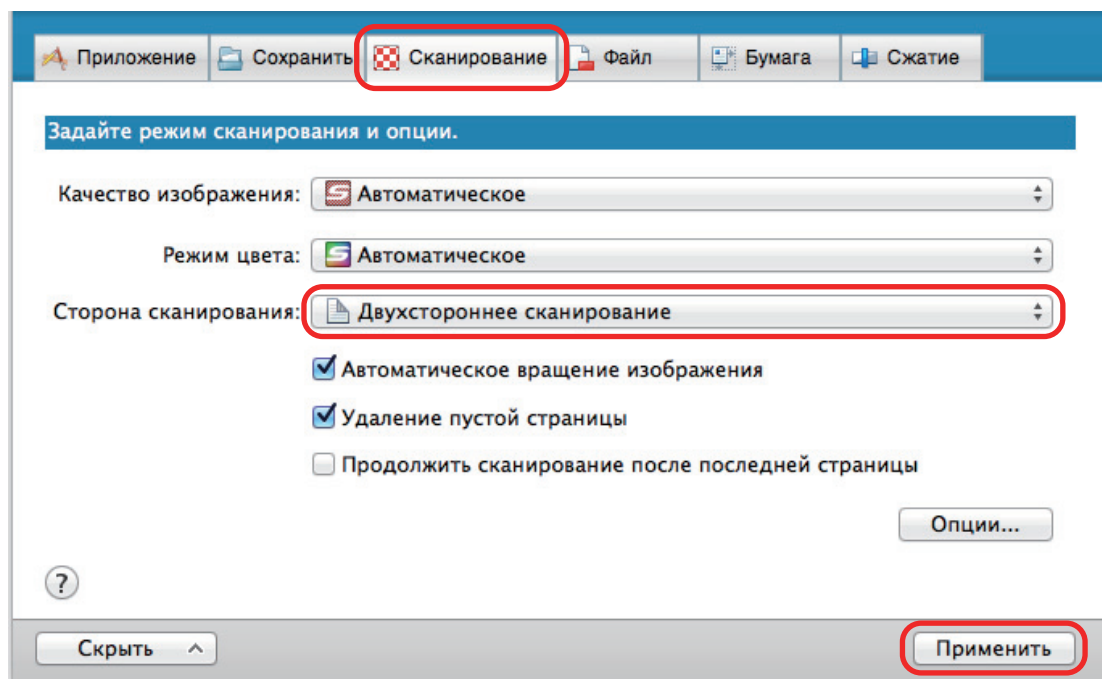 Приложение Сохранить Сканирование Файл Бумага Сжатие
Задайте режим сканирования и опции.
Качество изображения: Автоматическое
Режим цвета: Автоматическое
Сторона сканирования: Двухстороннее сканирование
Автоматическое вращение изображения
Удаление пустой страницы
Продолжить сканирование после последней страницы
Опции...
?
Скрыть Применить